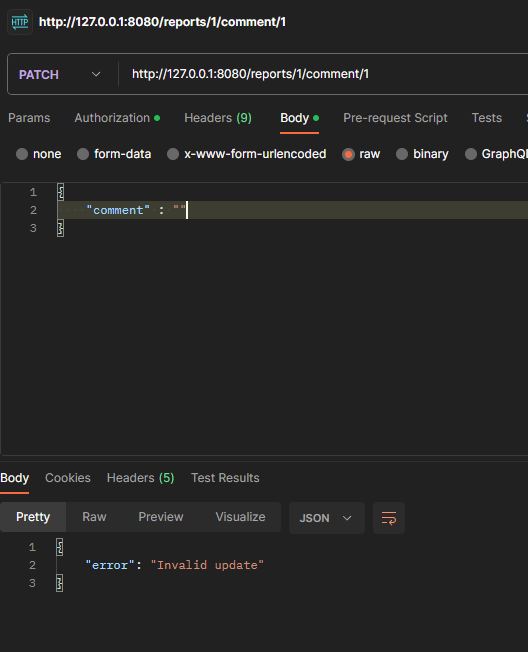 HTTP http://127.0.0.1:8080/reports/1/comment/1
PATCH http://127.0.0.1:8080/reports/1/comment/1
Params Authorization Headers (9) Body Pre-request Script Tests
none form-data x-www-form-urlencoded raw binary GraphQL
1 {
2 "comment" : ""
3 }
Body Cookies Headers (5) Test Results
Pretty Raw Preview Visualize JSON
1 {
2 "error": "Invalid update"
3 }